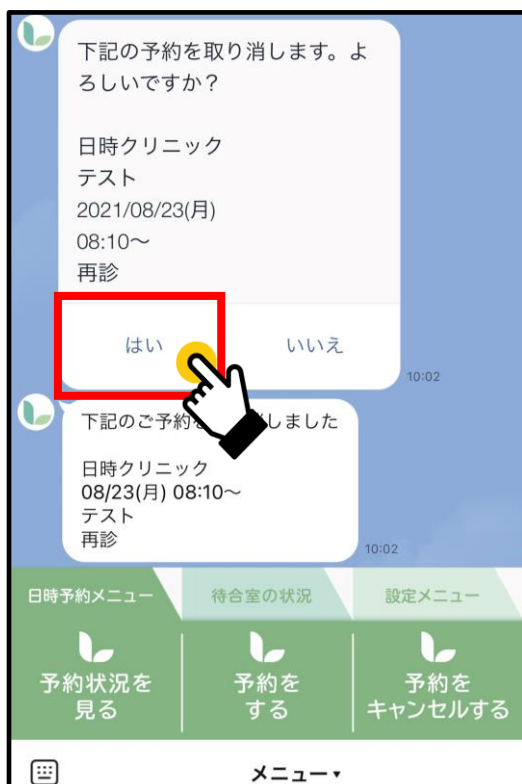 下記の予約を取り消します。よ
ろしいですか？
日時クリニック
テスト
2021/08/23(月)
08:10〜
再診
はい
いいえ
10:02
下記のご予約を しました
日時クリニック
08/23(月) 08:10〜
テスト
再診
10:02
日時予約メニュー
待合室の状況
設定メニュー
予約状況を
見る
予約を
する
予約を
キャンセルする
メニュー▾